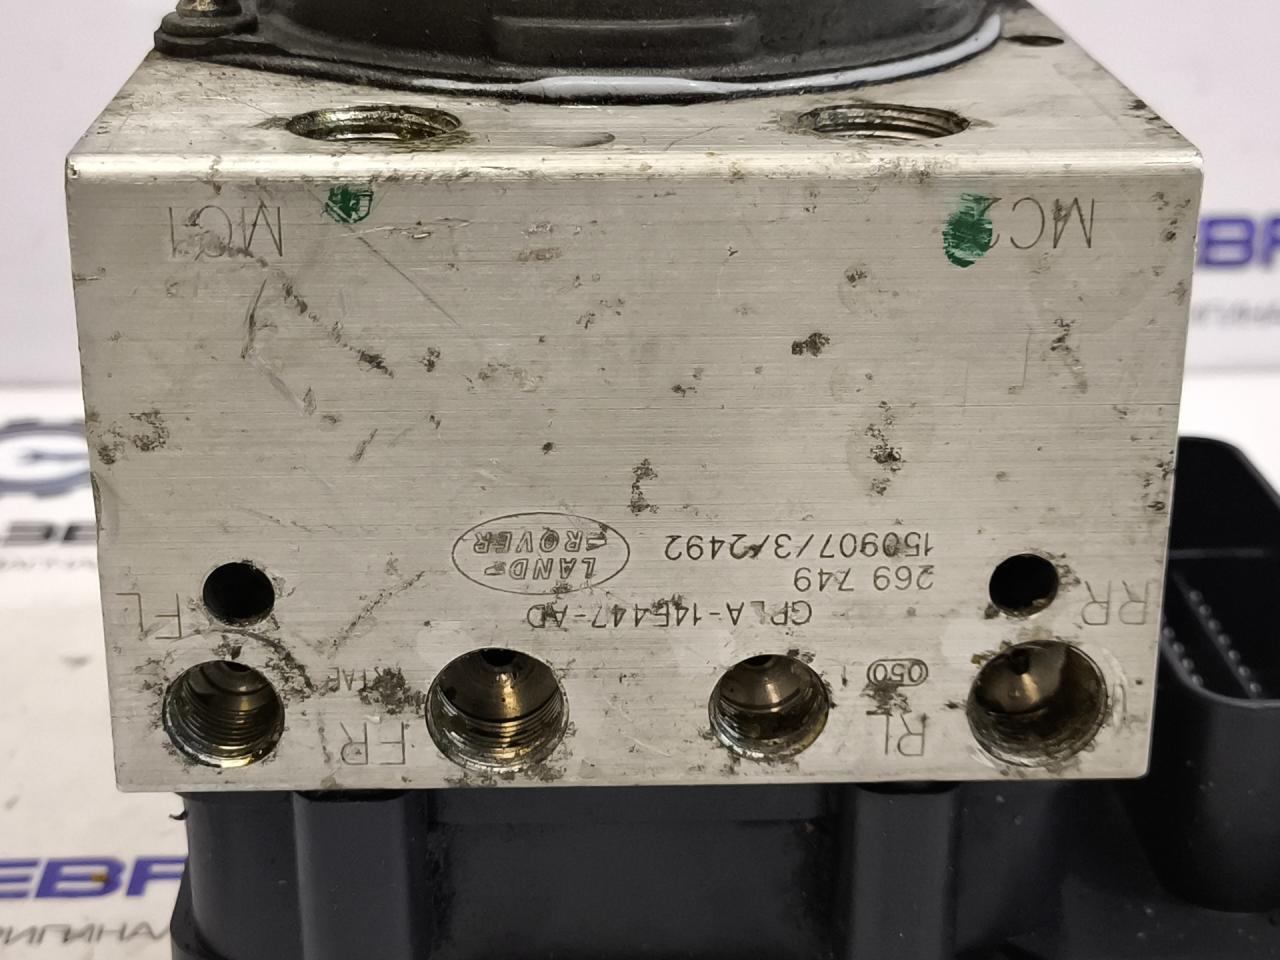 RL FR
050
RR FL
GPLA-14F447-AD
269 749
150907/3/2492
LAND
ROVER
MC2 MC1